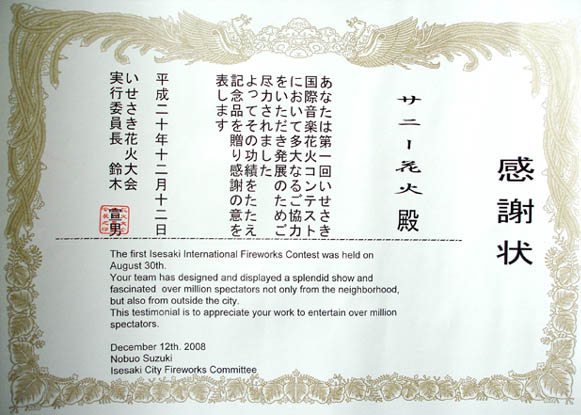 感謝状
サニー花火 殿
あなたは第一回いせさき
国際音楽花火コンテスト
において多大なるご協力
をいただき発展のためご
尽力されました
よってその功績をたたえ
記念品を贈り感謝の意を
表します
平成二十年十二月十二日
いせさき花火大会
実行委員長 鈴木 宣男
The first Isesaki International Fireworks Contest was held on
August 30th.
Your team has designed and displayed a splendid show and
fascinated over million spectators not only from the neighborhood,
but also from outside the city.
This testimonial is to appreciate your work to entertain over million
spectators.
December 12th. 2008
Nobuo Suzuki
Isesaki City Fireworks Committee